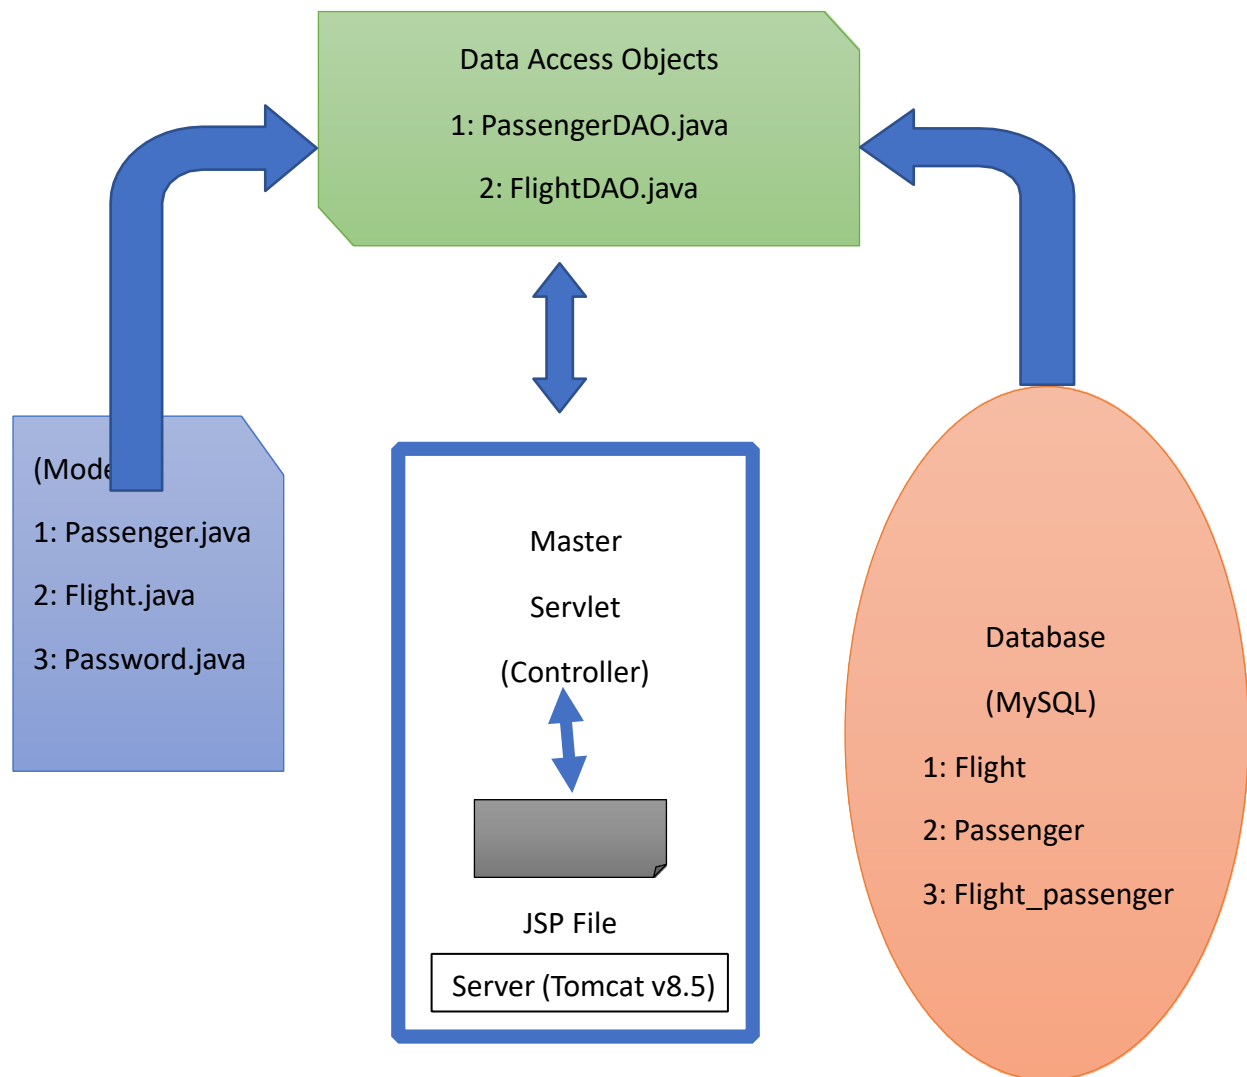 Data Access Objects
1: PassengerDAO.java
2: FlightDAO.java
(Mode
1: Passenger.java
2: Flight.java
3: Password.java
Master
Servlet
(Controller)
JSP File
Server (Tomcat v8.5)
Database
(MySQL)
1: Flight
2: Passenger
3: Flight_passenger